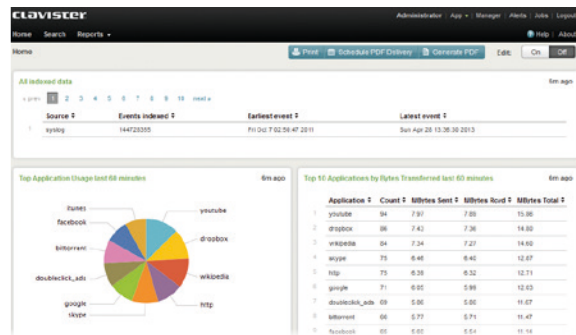 CLAVISTER
Administrator | App | Manager | Alerts | Jobs | Logout
Home Search Reports
Help | About
Home
Print Schedule PDF Delivery Generate PDF Edit: On Off
All indexed data 6m ago
« prev 1 2 3 4 5 6 7 8 9 10 next »
Source Events indexed Earliest event Latest event
1 syslog Fri Oct 7 02:58:47 2011 Sun Apr 28 13:36:30 2013
Top Application Usage last 60 minutes 6m ago
itunes
facebook
bittorrent
doubleclick_ads
google
skype
youtube
dropbox
wikipedia
http
Top 10 Applications by Bytes Transferred last 60 minutes 6m ago
Application Count MBytes Sent MBytes Rcvd MBytes Total
1 youtube 94 7.97 7.89 15.86
2 dropbox 86 7.43 7.36 14.80
3 wikipedia 84 7.34 7.27 14.60
4 skype 75 6.46 6.40 12.87
5 http 75 6.39 6.32 12.71
6 google 71 6.05 5.99 12.03
7 doubleclick_ads 69 5.86 5.80 11.67
8 bittorrent 66 5.77 5.71 11.47
9 facebook 5.54